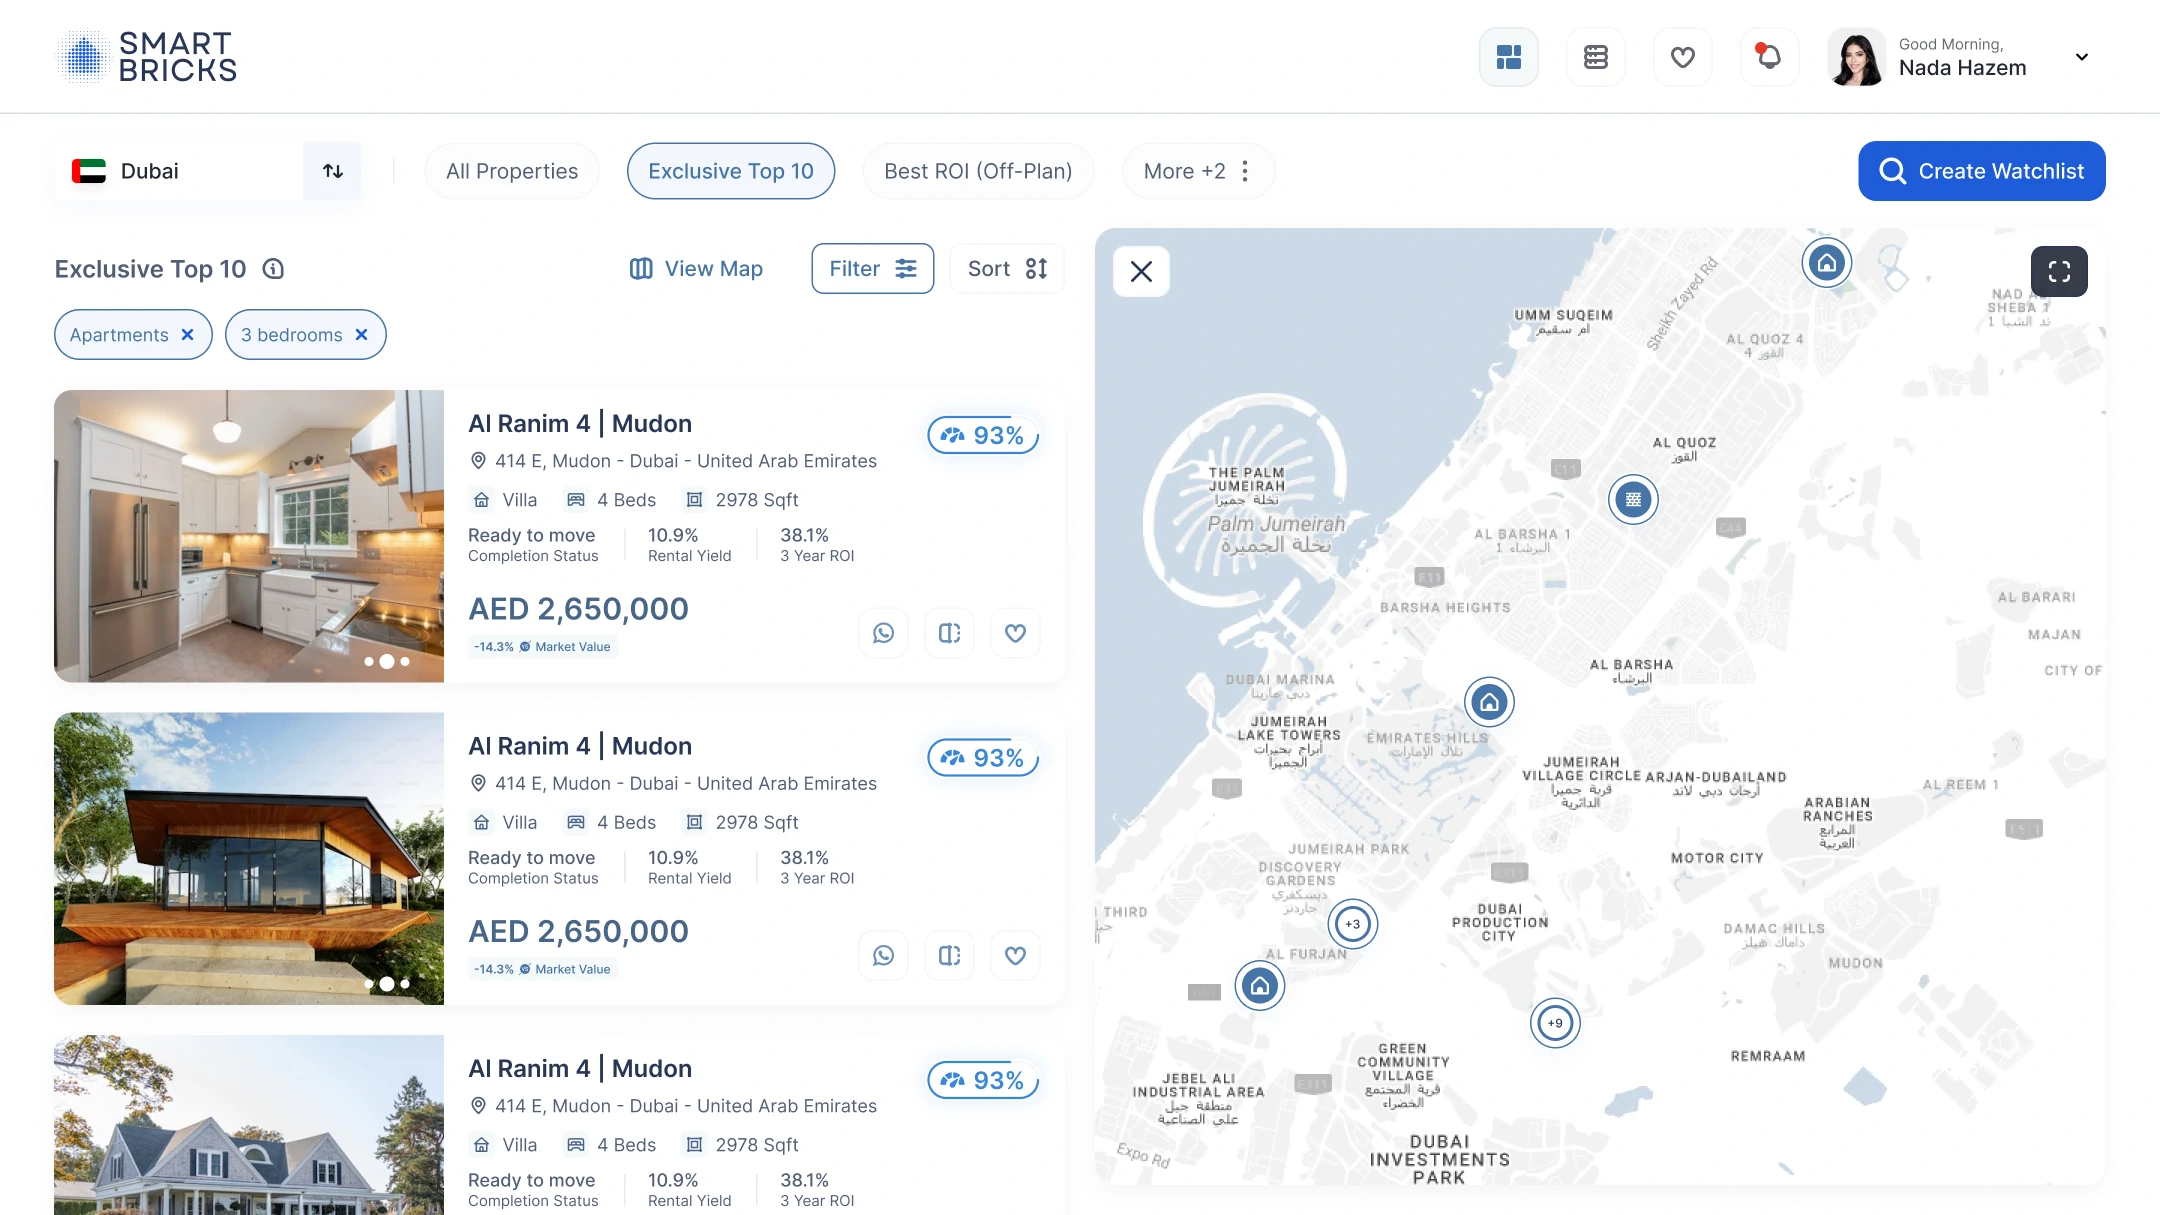 SMART
BRICKS
Good Morning,
Nada Hazem
Dubai
All Properties
Exclusive Top 10
Best ROI (Off-Plan)
More +2
Create Watchlist
Exclusive Top 10
View Map
Filter
Sort
Apartments
3 bedrooms
Al Ranim 4 | Mudon
93%
414 E, Mudon - Dubai - United Arab Emirates
Villa
4 Beds
2978 Sqft
Ready to move
10.9%
38.1%
Completion Status
Rental Yield
3 Year ROI
AED 2,650,000
-14.3%
Market Value
Al Ranim 4 | Mudon
93%
414 E, Mudon - Dubai - United Arab Emirates
Villa
4 Beds
2978 Sqft
Ready to move
10.9%
38.1%
Completion Status
Rental Yield
3 Year ROI
AED 2,650,000
-14.3%
Market Value
Al Ranim 4 | Mudon
93%
414 E, Mudon - Dubai - United Arab Emirates
Villa
4 Beds
2978 Sqft
Ready to move
10.9%
38.1%
Completion Status
Rental Yield
3 Year ROI
NAD
SHEBA 1
ند الشبا 1
UMM SUQEIM
أم سقيم
Sheikh Zayed Rd
AL QUOZ 4
القوز 4
AL QUOZ
القوز
THE PALM
JUMEIRAH
نخلة جميرا
Palm Jumeirah
نخلة الجميرة
C11
AL BARSHA 1
البرشاء 1
C44
E11
BARSHA HEIGHTS
AL BARARI
MAJAN
CITY OF
AL BARSHA
البرشاء
DUBAI MARINA
دبي مارينا
JUMEIRAH
LAKE TOWERS
أبراج بحيرات
الجميرا
EMIRATES HILLS
تلال الإمارات
JUMEIRAH
VILLAGE CIRCLE
قرية جميرا
الدائرية
ARJAN-DUBAILAND
أرجان دبي لاند
AL REEM 1
ARABIAN
RANCHES
المرابع
العربية
JUMEIRAH PARK
MOTOR CITY
DISCOVERY
GARDENS
ديسكفري
جاردنز
E311
THIRD
DUBAI
PRODUCTION
CITY
+3
AL FURJAN
DAMAC HILLS
داماك هيلز
MUDON
+9
GREEN
COMMUNITY
VILLAGE
قرية المجتمع
الخضراء
REMRAAM
JEBEL ALI
INDUSTRIAL AREA
منطقة جبل
علي الصناعية
E311
Expo Rd
DUBAI
INVESTMENTS
PARK